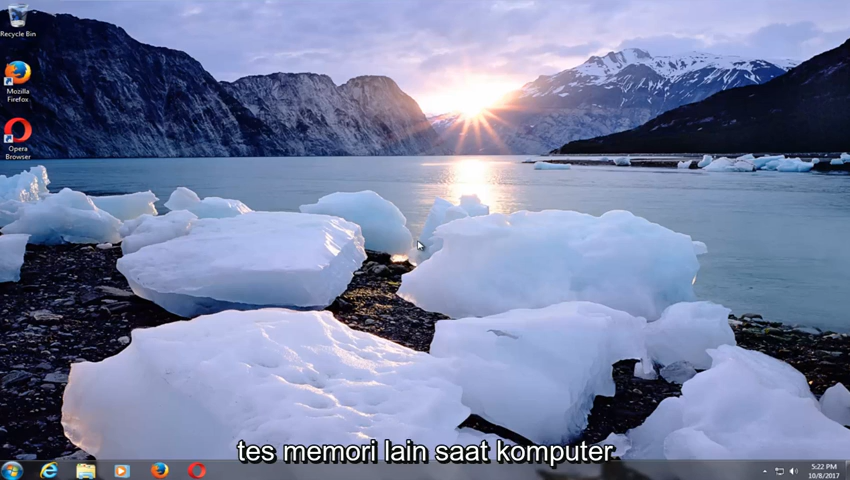 Recycle Bin
Mozilla
Firefox
Opera
Browser
tes memori lain saat komputer
5:22 PM
10/8/2017